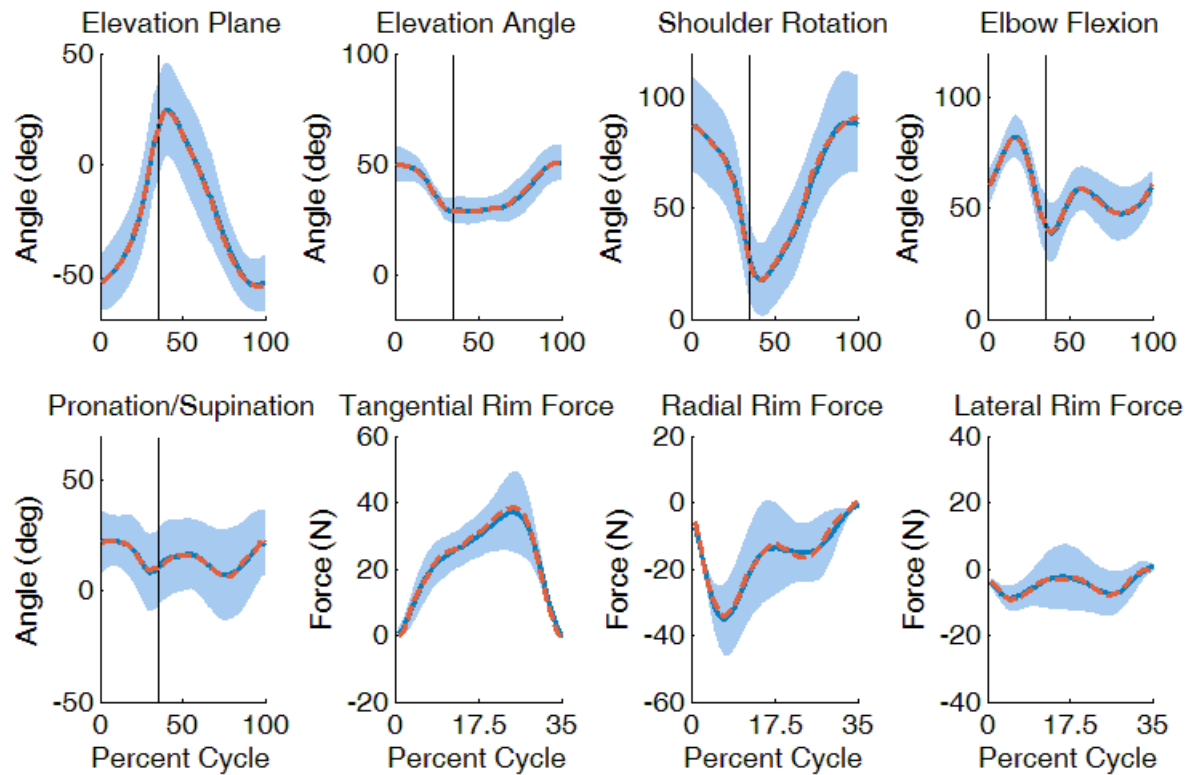 Elevation Plane
Elevation Angle
Shoulder Rotation
Elbow Flexion
Angle (deg)
50
0
-50
0
50
100
Angle (deg)
100
50
0
0
50
100
Angle (deg)
100
50
0
0
50
100
Angle (deg)
100
50
0
0
50
100
Pronation/Supination
Tangential Rim Force
Radial Rim Force
Lateral Rim Force
Angle (deg)
50
0
-50
0
50
100
Percent Cycle
Force (N)
60
40
20
0
-20
0
17.5
35
Percent Cycle
Force (N)
20
0
-20
-40
-60
0
17.5
35
Percent Cycle
Force (N)
40
20
0
-20
-40
0
17.5
35
Percent Cycle